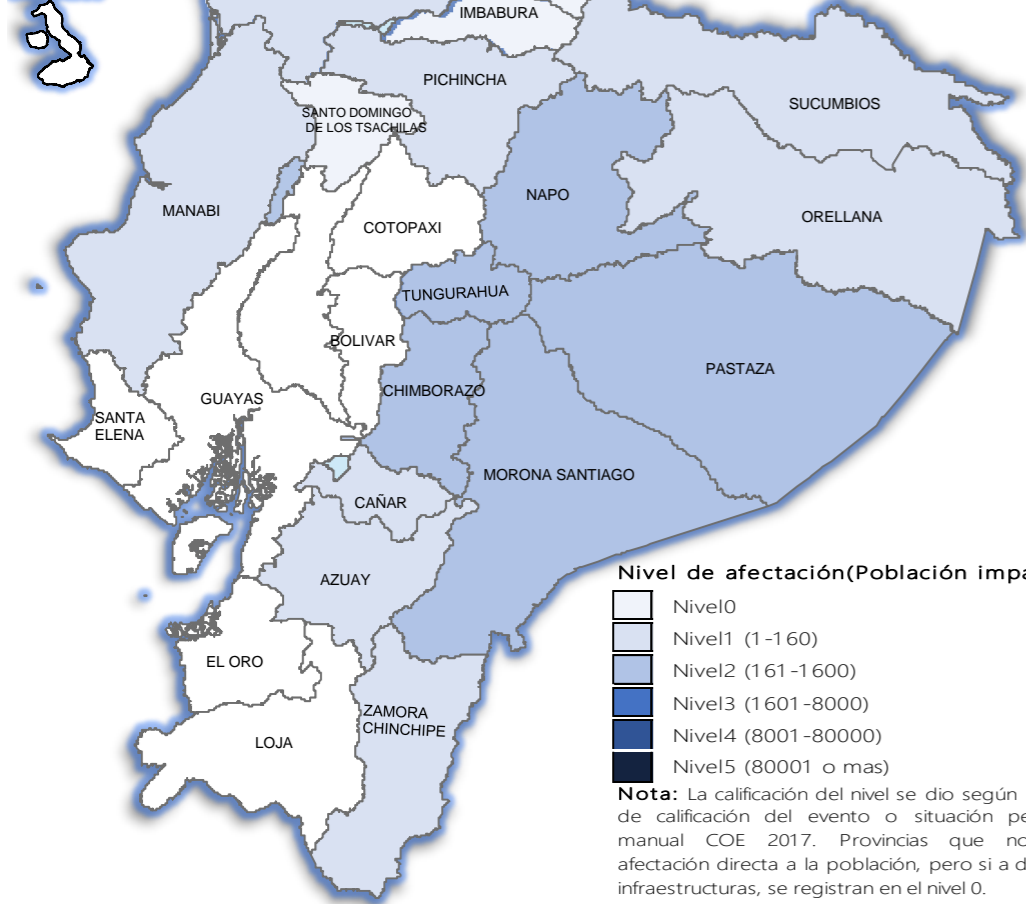 IMBABURA
PICHINCHA
SUCUMBIOS
SANTO DOMINGO
DE LOS TSACHILAS
NAPO
MANABI
ORELLANA
COTOPAXI
TUNGURAHUA
BOLIVAR
PASTAZA
CHIMBORAZO
GUAYAS
SANTA
ELENA
MORONA SANTIAGO
CAÑAR
AZUAY
EL ORO
ZAMORA
CHINCHIPE
LOJA
Nivel de afectación(Población impa
Nivel0
Nivel1 (1-160)
Nivel2 (161-1600)
Nivel3 (1601-8000)
Nivel4 (8001-80000)
Nivel5 (80001 o mas)
Nota: La calificación del nivel se dio según
de calificación del evento o situación pe
manual COE 2017. Provincias que no
afectación directa a la población, pero si a d
infraestructuras, se registran en el nivel 0.